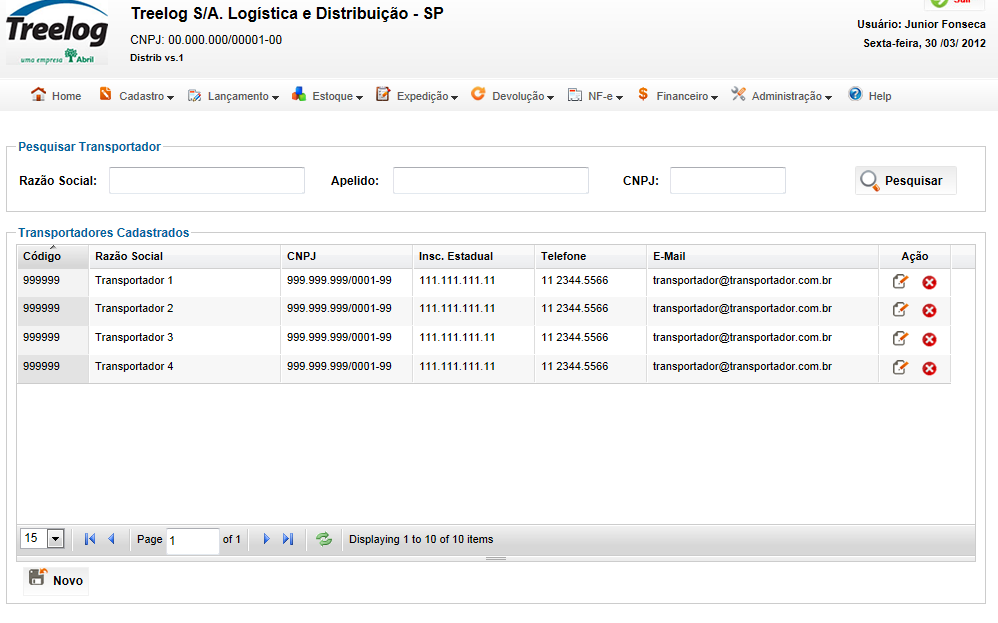 Treelog
uma empresa Abril
Treelog S/A. Logística e Distribuição - SP
CNPJ: 00.000.000/00001-00
Distrib vs.1
Sair
Usuário: Junior Fonseca
Sexta-feira, 30 /03/ 2012
Home Cadastro Lançamento Estoque Expedição Devolução NF-e Financeiro Administração Help
Pesquisar Transportador
Razão Social: Apelido: CNPJ: Pesquisar
Transportadores Cadastrados
Código Razão Social CNPJ Insc. Estadual Telefone E-Mail Ação
999999 Transportador 1 999.999.999/0001-99 111.111.111.11 11 2344.5566 transportador@transportador.com.br
999999 Transportador 2 999.999.999/0001-99 111.111.111.11 11 2344.5566 transportador@transportador.com.br
999999 Transportador 3 999.999.999/0001-99 111.111.111.11 11 2344.5566 transportador@transportador.com.br
999999 Transportador 4 999.999.999/0001-99 111.111.111.11 11 2344.5566 transportador@transportador.com.br
15 Page 1 of 1 Displaying 1 to 10 of 10 items
Novo